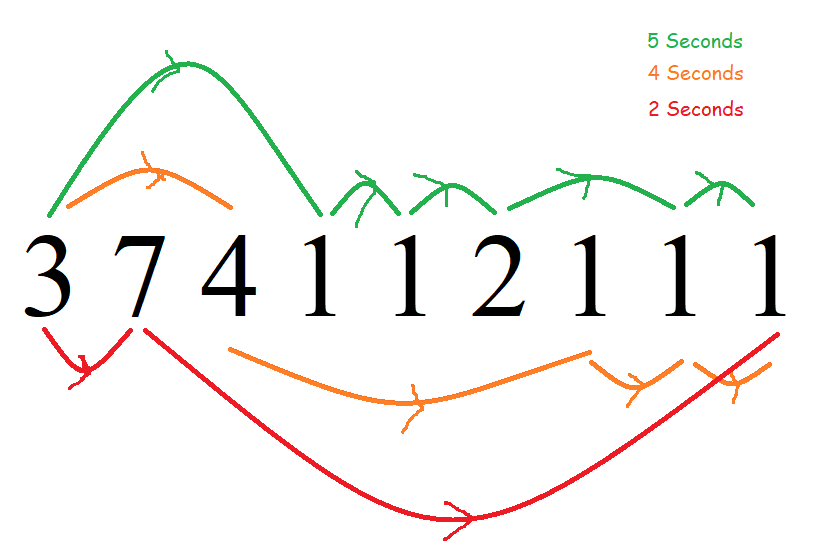 5 Seconds
4 Seconds
2 Seconds
3 7 4 1 1 2 1 1 1